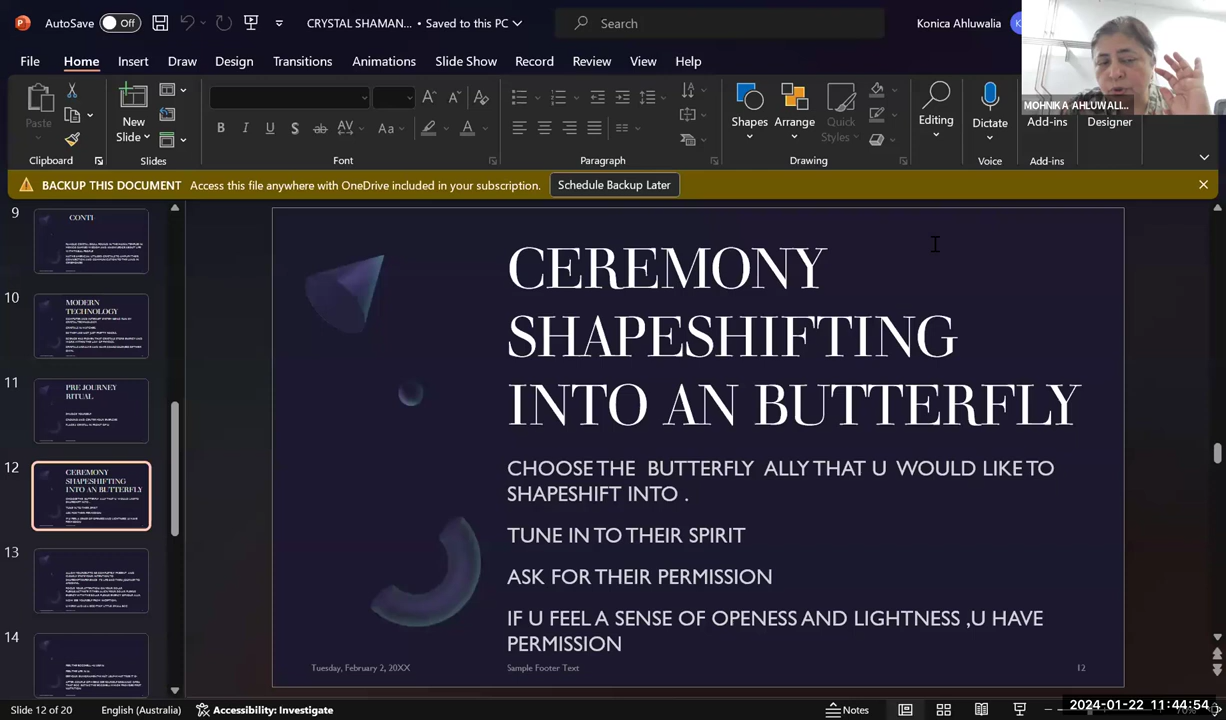 AutoSave Off CRYSTAL SHAMAN... • Saved to this PC Search Konica Ahluwalia K
File Home Insert Draw Design Transitions Animations Slide Show Record Review View Help
MOHNIKA AHLUWALI...
Paste New Slide B I U S ab AV Aa A Shapes Arrange Quick Styles Editing Dictate Add-ins Designer
Clipboard Slides Font Paragraph Drawing Voice Add-ins
BACKUP THIS DOCUMENT Access this file anywhere with OneDrive included in your subscription. Schedule Backup Later
9
CONTI
10
MODERN
TECHNOLOGY
11
PRE JOURNEY
RITUAL
12
CEREMONY
SHAPESHIFTING
INTO AN BUTTERFLY
13
14
CEREMONY
SHAPESHIFTING
INTO AN BUTTERFLY
CHOOSE THE BUTTERFLY ALLY THAT U WOULD LIKE TO
SHAPESHIFT INTO .
TUNE IN TO THEIR SPIRIT
ASK FOR THEIR PERMISSION
IF U FEEL A SENSE OF OPENESS AND LIGHTNESS ,U HAVE
PERMISSION
Tuesday, February 2, 20XX Sample Footer Text 12
Slide 12 of 20 English (Australia) Accessibility: Investigate Notes
2024-01-22 11:44:54